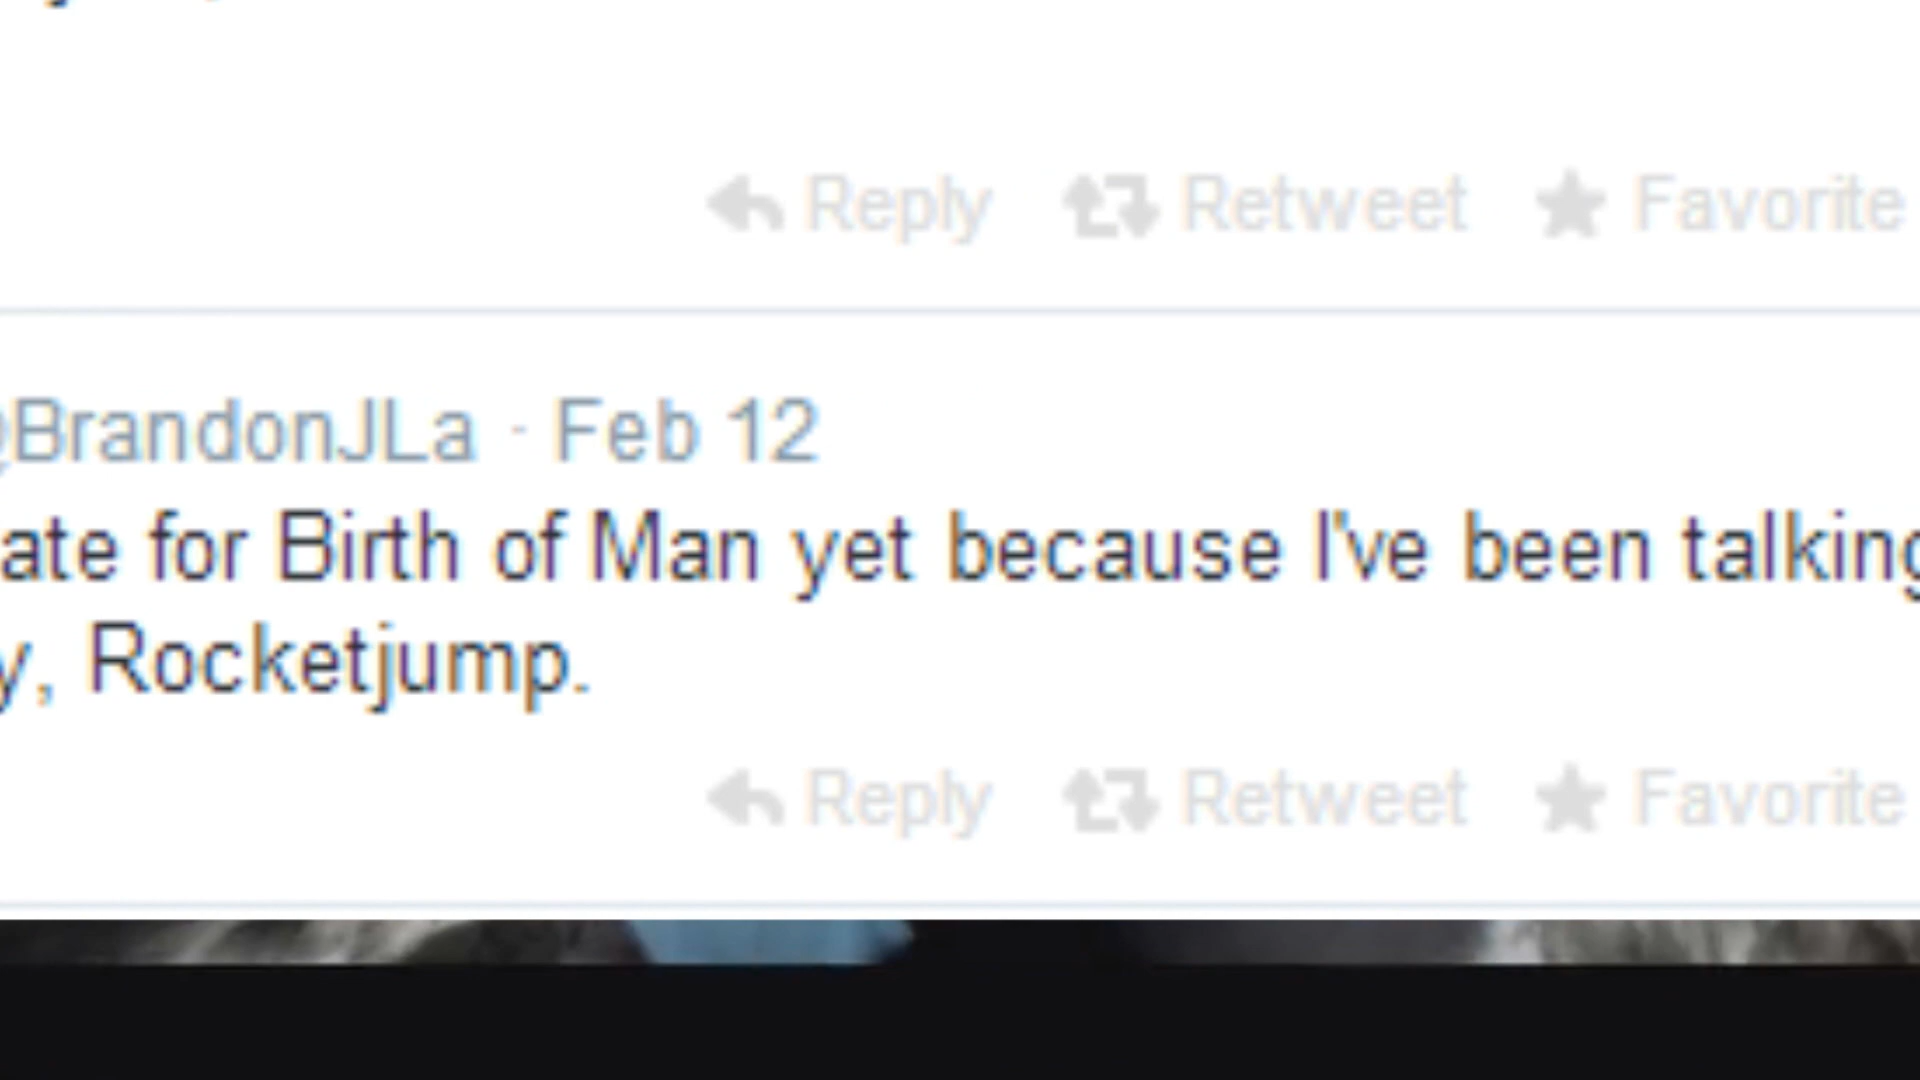 Reply Retweet Favorite
@BrandonJLa · Feb 12
ate for Birth of Man yet because I've been talking
y, Rocketjump.
Reply Retweet Favorite